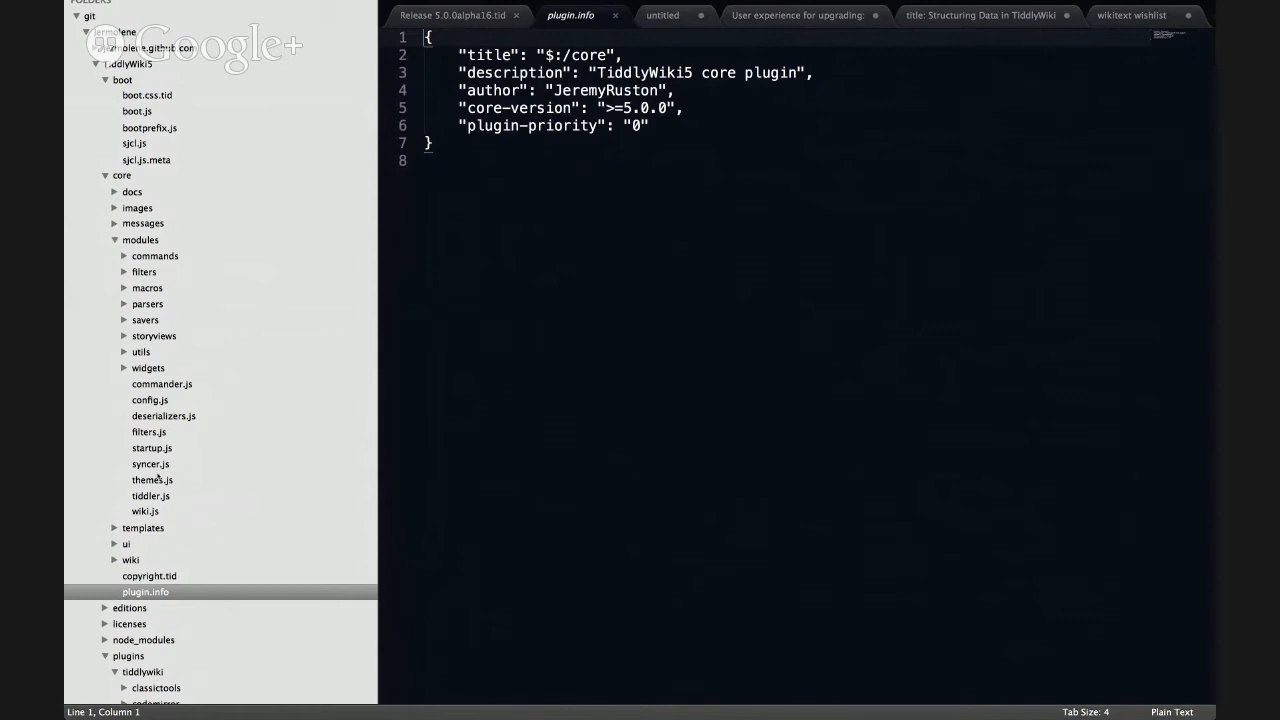 FOLDERS
git
Jermolene
jermolene.github.com
Google+
TiddlyWiki5
boot
boot.css.tid
boot.js
bootprefix.js
sjcl.js
sjcl.js.meta
core
docs
images
messages
modules
commands
filters
macros
parsers
savers
storyviews
utils
widgets
commander.js
config.js
deserializers.js
filters.js
startup.js
syncer.js
themes.js
tiddler.js
wiki.js
templates
ui
wiki
copyright.tid
plugin.info
editions
licenses
node_modules
plugins
tiddlywiki
classictools
codemirror
Release 5.0.0alpha16.tid × plugin.info × untitled User experience for upgrading: title: Structuring Data in TiddlyWiki wikitext wishlist
1 {
2 "title": "$:/core",
3 "description": "TiddlyWiki5 core plugin",
4 "author": "JeremyRuston",
5 "core-version": ">=5.0.0",
6 "plugin-priority": "0"
7 }
8
Line 1, Column 1 Tab Size: 4 Plain Text